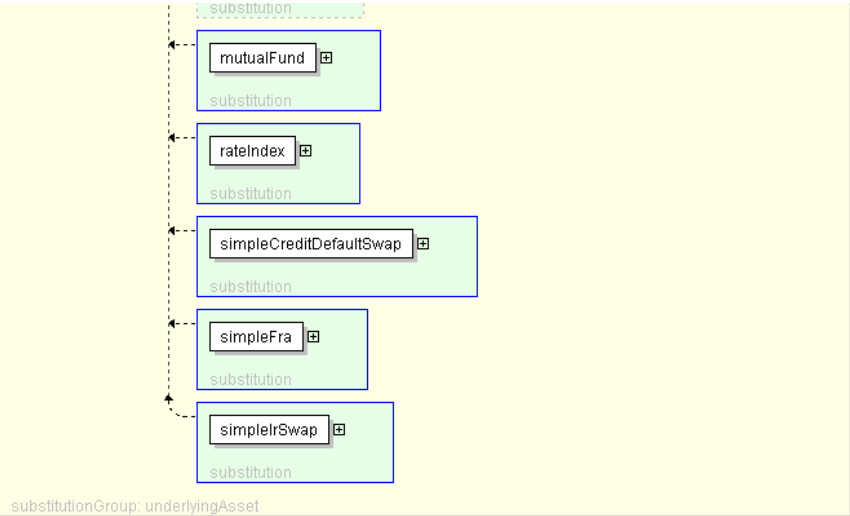 substitution
mutualFund
substitution
rateIndex
substitution
simpleCreditDefaultSwap
substitution
simpleFra
substitution
simpleIrSwap
substitution
substitutionGroup: underlyingAsset